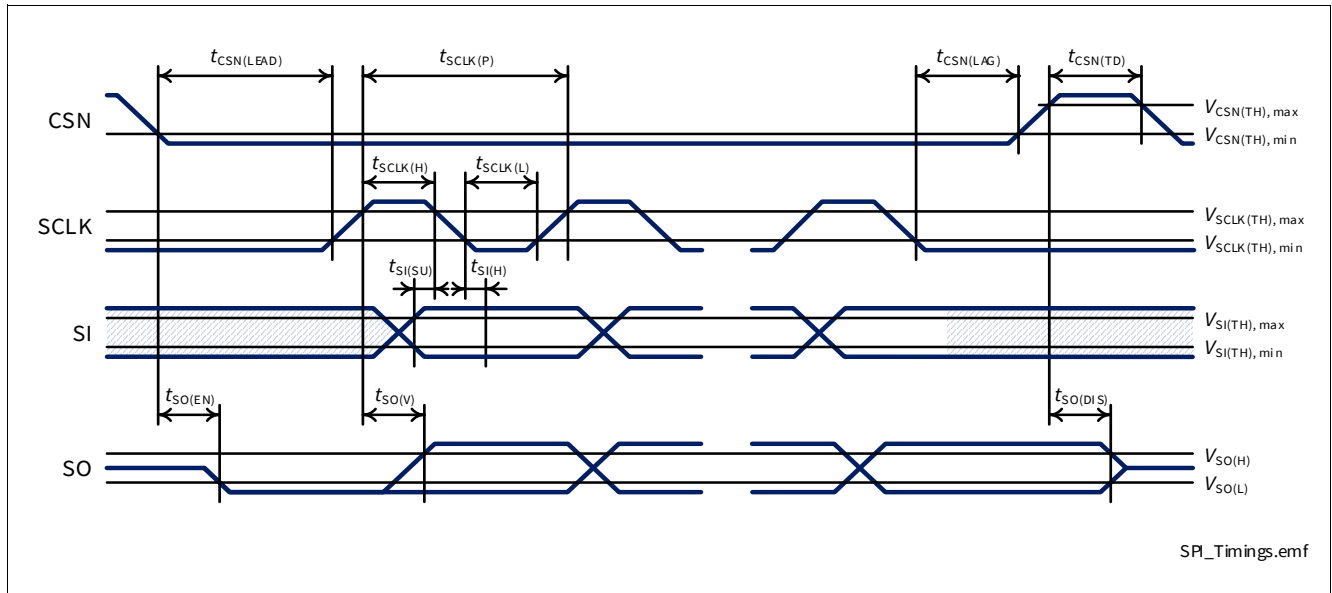 tCSN(LEAD) tSCLK(P) tCSN(LAG) tCSN(TD)
CSN
VCSN(TH), max
VCSN(TH), min
tSCLK(H) tSCLK(L)
SCLK
VSCLK(TH), max
VSCLK(TH), min
tSI(SU) tSI(H)
SI
VSI(TH), max
VSI(TH), min
tSO(EN) tSO(V) tSO(DIS)
SO
VSO(H)
VSO(L)
SPI_Timings.emf